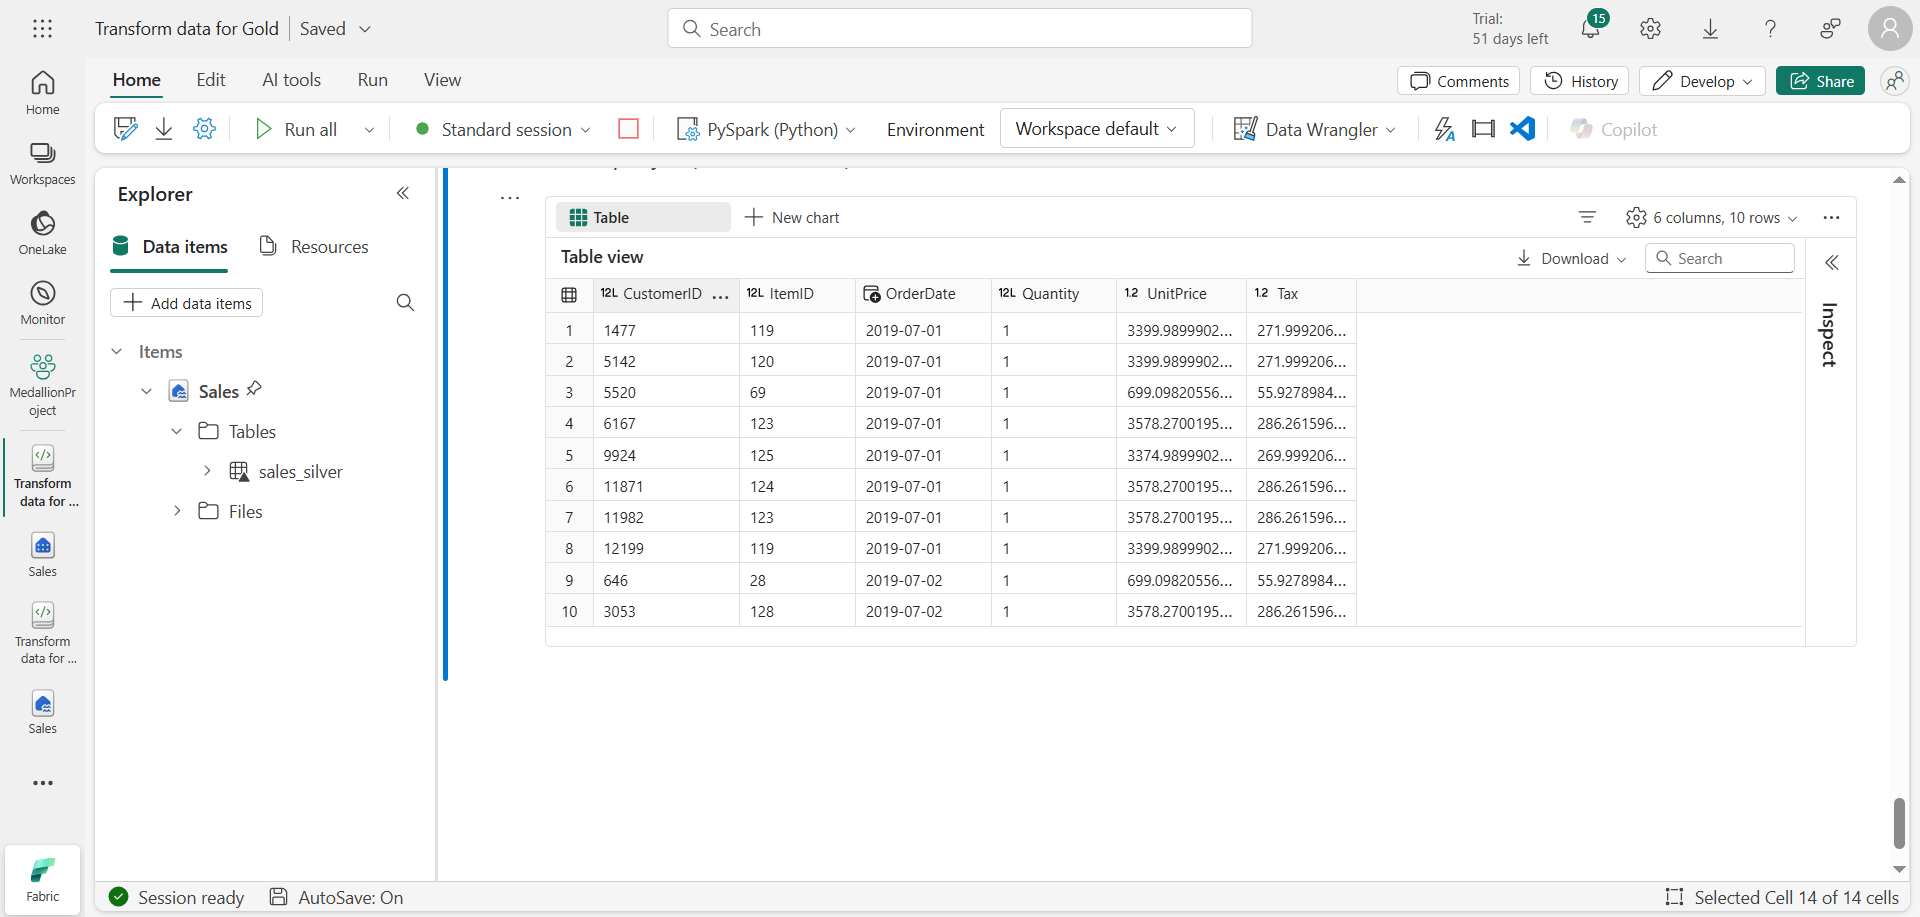 Transform data for Gold
Saved
Search
Trial:
51 days left
15
Home
Edit
AI tools
Run
View
Comments
History
Develop
Share
Run all
Standard session
PySpark (Python)
Environment
Workspace default
Data Wrangler
Copilot
Home
Workspaces
OneLake
Monitor
MedallionPr
oject
Transform
data for ...
Sales
Transform
data for ...
Sales
Fabric
Explorer
Data items
Resources
Add data items
Items
Sales
Tables
sales_silver
Files
Table
New chart
6 columns, 10 rows
Table view
Download
Search
Inspect
12L CustomerID ... 12L ItemID OrderDate 12L Quantity 1.2 UnitPrice 1.2 Tax
1 1477 119 2019-07-01 1 3399.9899902... 271.999206...
2 5142 120 2019-07-01 1 3399.9899902... 271.999206...
3 5520 69 2019-07-01 1 699.09820556... 55.9278984...
4 6167 123 2019-07-01 1 3578.2700195... 286.261596...
5 9924 125 2019-07-01 1 3374.9899902... 269.999206...
6 11871 124 2019-07-01 1 3578.2700195... 286.261596...
7 11982 123 2019-07-01 1 3578.2700195... 286.261596...
8 12199 119 2019-07-01 1 3399.9899902... 271.999206...
9 646 28 2019-07-02 1 699.09820556... 55.9278984...
10 3053 128 2019-07-02 1 3578.2700195... 286.261596...
Session ready
AutoSave: On
Selected Cell 14 of 14 cells